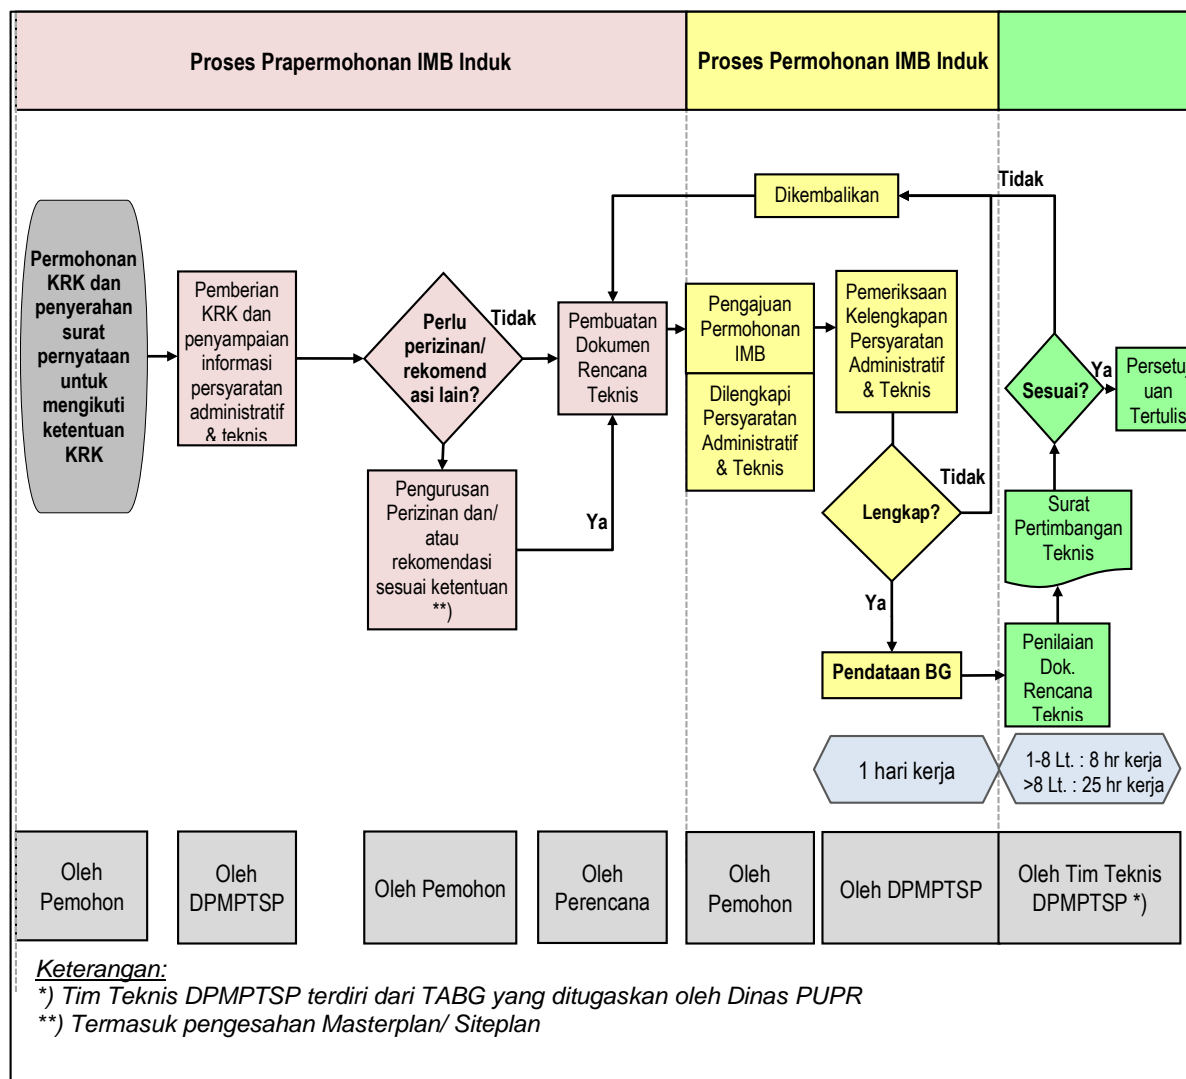 Proses Prapermohonan IMB Induk
Proses Permohonan IMB Induk
Permohonan
KRK dan
penyerahan
surat
pernyataan
untuk
mengikuti
ketentuan
KRK
Pemberian
KRK dan
penyampaian
informasi
persyaratan
administratif
& teknis
Perlu
perizinan/
rekomend
asi lain?
Tidak
Pengurusan
Perizinan dan/
atau
rekomendasi
sesuai ketentuan
**)
Ya
Pembuatan
Dokumen
Rencana
Teknis
Dikembalikan
Pengajuan
Permohonan
IMB
Dilengkapi
Persyaratan
Administratif
& Teknis
Pemeriksaan
Kelengkapan
Persyaratan
Administratif
& Teknis
Lengkap?
Tidak
Ya
Pendataan BG
Tidak
Sesuai?
Ya
Persetuj
uan
Tertulis
Surat
Pertimbangan
Teknis
Penilaian
Dok.
Rencana
Teknis
1 hari kerja
1-8 Lt. : 8 hr kerja
>8 Lt. : 25 hr kerja
Oleh
Pemohon
Oleh
DPMPTSP
Oleh Pemohon
Oleh
Perencana
Oleh
Pemohon
Oleh DPMPTSP
Oleh Tim Teknis
DPMPTSP *)
Keterangan:
*) Tim Teknis DPMPTSP terdiri dari TABG yang ditugaskan oleh Dinas PUPR
**) Termasuk pengesahan Masterplan/ Siteplan